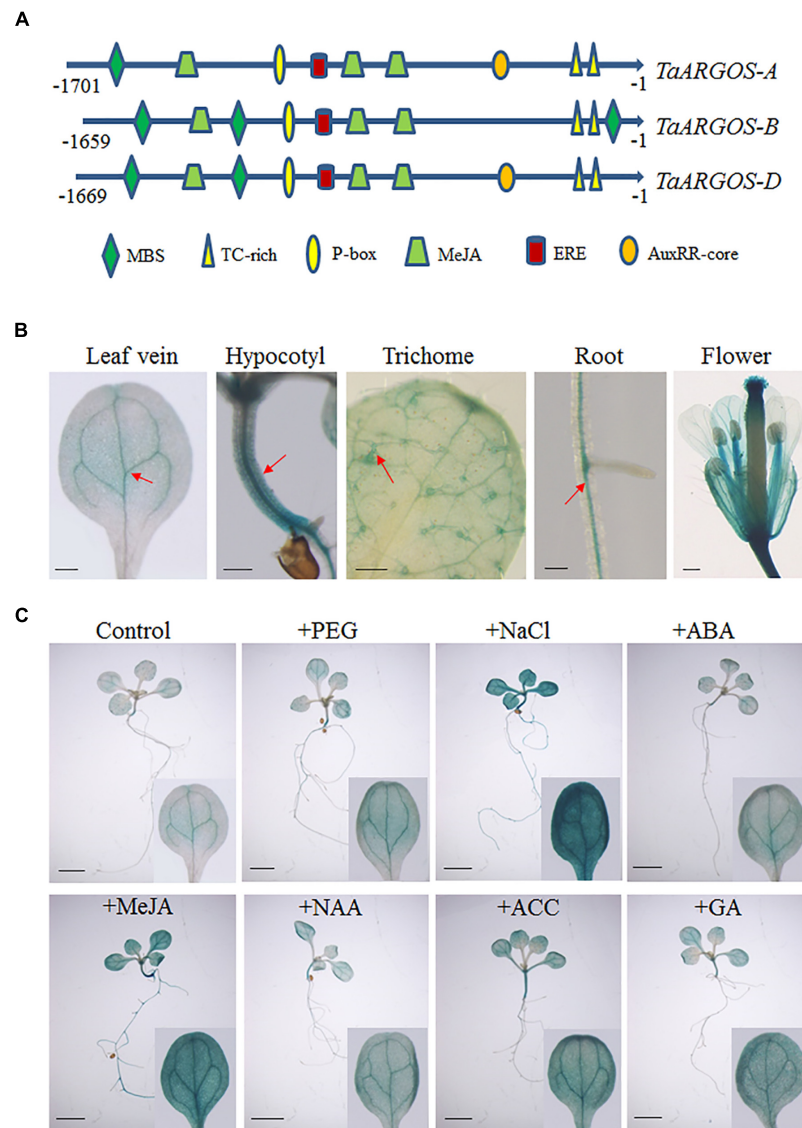 A
-1701
-1
TaARGOS-A
-1659
-1
TaARGOS-B
-1669
-1
TaARGOS-D
MBS
TC-rich
P-box
MeJA
ERE
AuxRR-core
B
Leaf vein
Hypocotyl
Trichome
Root
Flower
C
Control
+PEG
+NaCl
+ABA
+MeJA
+NAA
+ACC
+GA